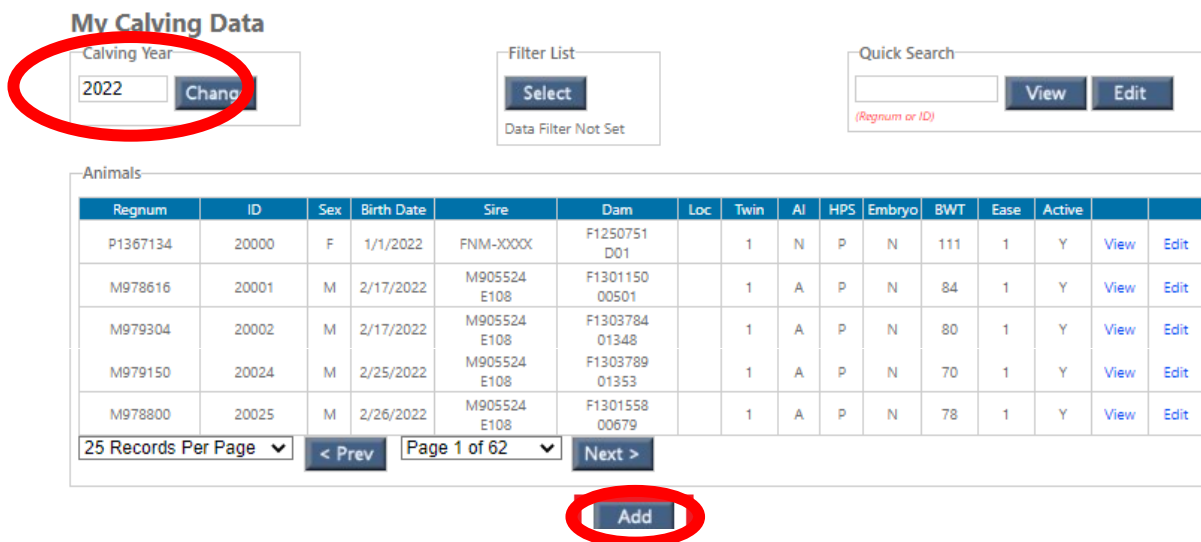 My Calving Data
Calving Year
2022 Change
Filter List
Select
Data Filter Not Set
Quick Search
View Edit
(Regnum or ID)
Animals
Regnum ID Sex Birth Date Sire Dam Loc Twin AI HPS Embryo BWT Ease Active
P1367134 20000 F 1/1/2022 FNM-XXXX F1250751 D01 1 N P N 111 1 Y View Edit
M978616 20001 M 2/17/2022 M905524 E108 F1301150 00501 1 A P N 84 1 Y View Edit
M979304 20002 M 2/17/2022 M905524 E108 F1303784 01348 1 A P N 80 1 Y View Edit
M979150 20024 M 2/25/2022 M905524 E108 F1303789 01353 1 A P N 70 1 Y View Edit
M978800 20025 M 2/26/2022 M905524 E108 F1301558 00679 1 A P N 78 1 Y View Edit
25 Records Per Page < Prev Page 1 of 62 Next >
Add